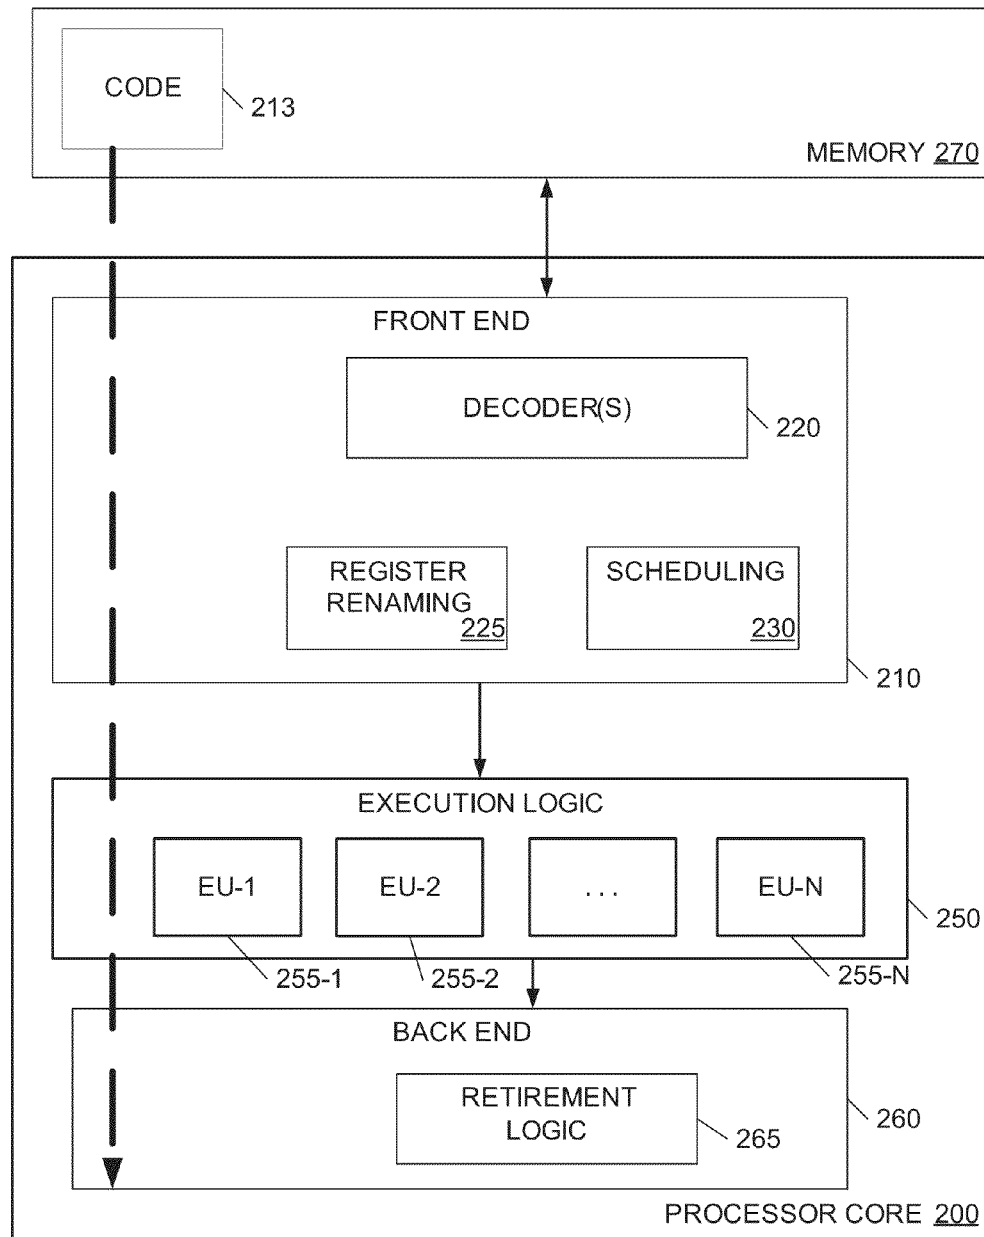 CODE
213
MEMORY 270
FRONT END
DECODER(S)
220
REGISTER
RENAMING
225
SCHEDULING
230
210
EXECUTION LOGIC
EU-1
EU-2
. . .
EU-N
250
255-1
255-2
255-N
BACK END
RETIREMENT
LOGIC
265
260
PROCESSOR CORE 200